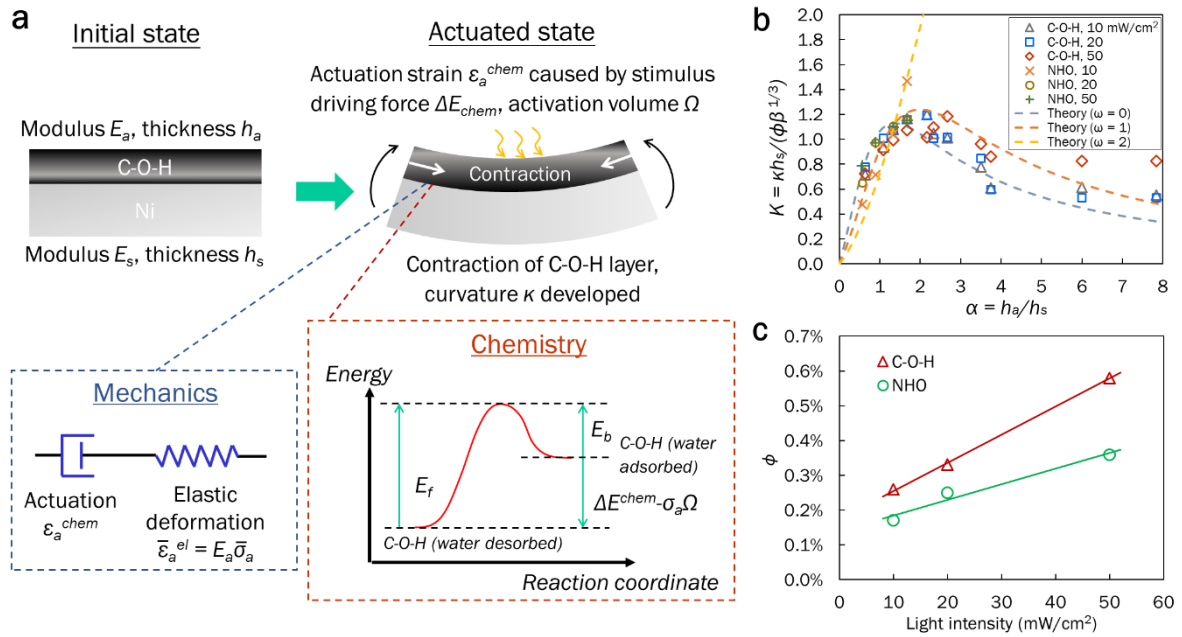 a
Initial state
Actuated state
Actuation strain εₐᶜʰᵉᵐ caused by stimulus
driving force ΔE_chem, activation volume Ω
Modulus Eₐ, thickness hₐ
C-O-H
Ni
Modulus Eₛ, thickness hₛ
Contraction
Contraction of C-O-H layer,
curvature κ developed
Mechanics
Actuation
εₐᶜʰᵉᵐ
Elastic
deformation
ε̅ₐᵉˡ = Eₐσ̅ₐ
Chemistry
Energy
E_f
E_b
C-O-H (water
adsorbed)
ΔEᶜʰᵉᵐ-σₐΩ
C-O-H (water desorbed)
Reaction coordinate
b
K = κhₛ/(ϕβ¹ᐟ³)
2.0
1.8
1.6
1.4
1.2
1.0
0.8
0.6
0.4
0.2
0.0
0 1 2 3 4 5 6 7 8
α = hₐ/hₛ
C-O-H, 10 mW/cm²
C-O-H, 20
C-O-H, 50
NHO, 10
NHO, 20
NHO, 50
Theory (ω = 0)
Theory (ω = 1)
Theory (ω = 2)
c
ϕ
0.7%
0.6%
0.5%
0.4%
0.3%
0.2%
0.1%
0.0%
C-O-H
NHO
0 10 20 30 40 50 60
Light intensity (mW/cm²)